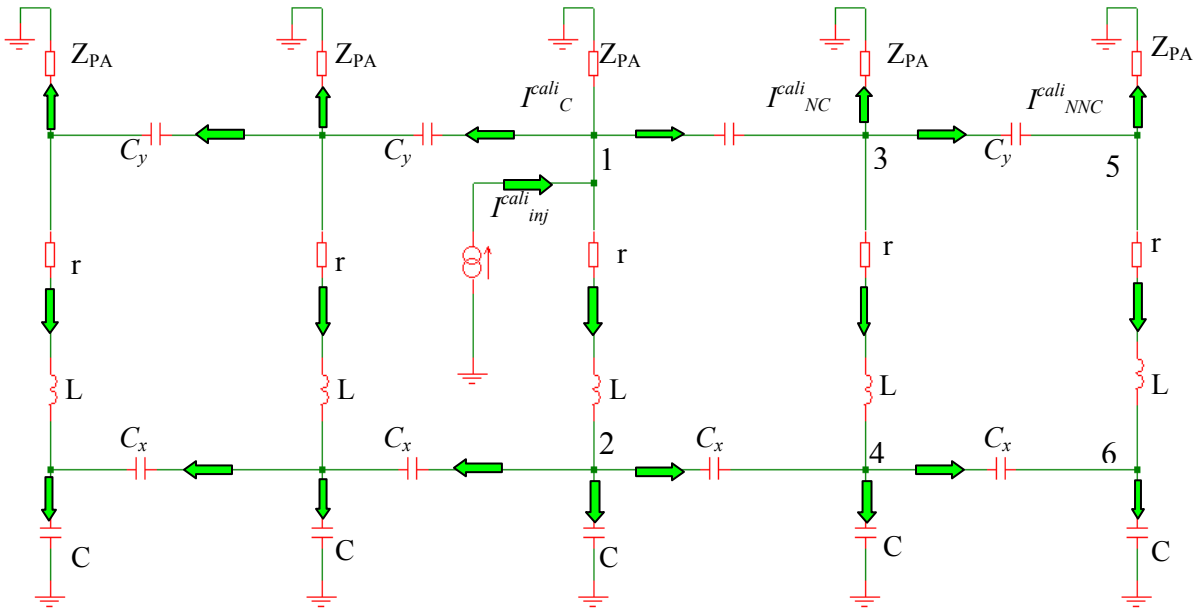 Z_PA Z_PA Z_PA Z_PA Z_PA
I^cali_C I^cali_NC I^cali_NNC
C_y C_y 1 3 C_y 5
I^cali_inj
r r r r r
L L L L L
C_x C_x 2 C_x 4 C_x 6
C C C C C